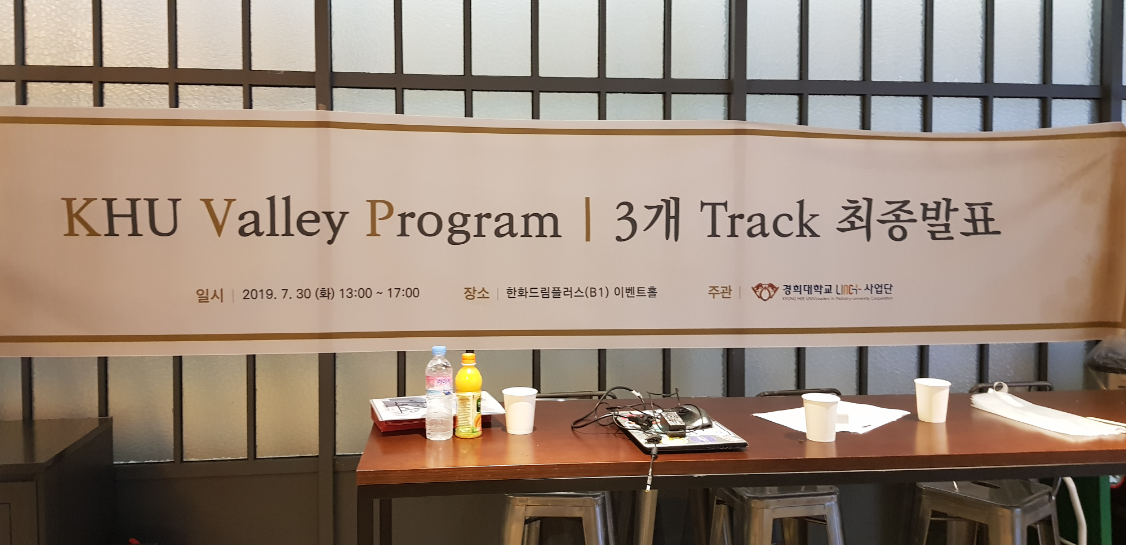 KHU Valley Program | 3개 Track 최종발표
일시 | 2019. 7. 30 (화) 13:00 ~ 17:00 장소 | 한화드림플러스(B1) 이벤트홀 주관 | 경희대학교 LINC+ 사업단